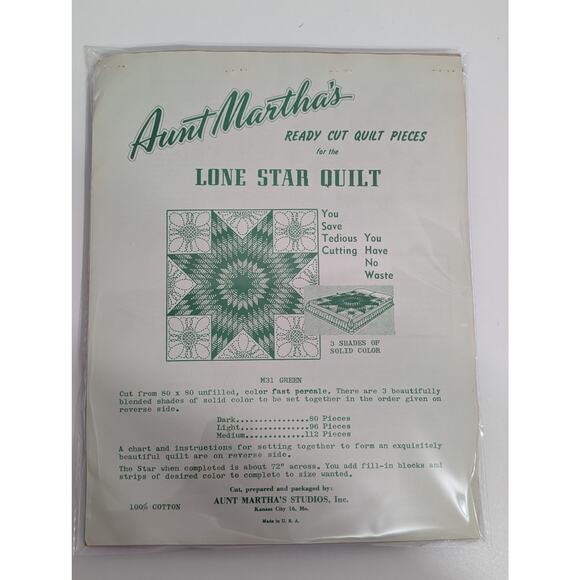 Aunt Martha's
READY CUT QUILT PIECES
for the
LONE STAR QUILT
You
Save
Tedious
Cutting
You
Have
No
Waste
3 SHADES OF
SOLID COLOR
M31 GREEN
Cut from 80 x 80 unfilled, color fast percale. There are 3 beautifully
blended shades of solid color to be set together in the order given on
reverse side.
Dark...............80 Pieces
Light..............96 Pieces
Medium............112 Pieces
A chart and instructions for setting together to form an exquisitely
beautiful quilt are on reverse side.
The Star when completed is about 72" across. You add fill-in blocks and
strips of desired color to complete to size wanted.
Cut, prepared and packaged by:
AUNT MARTHA'S STUDIOS, Inc.
Kansas City 16, Mo.
100% COTTON
Made in U. S. A.